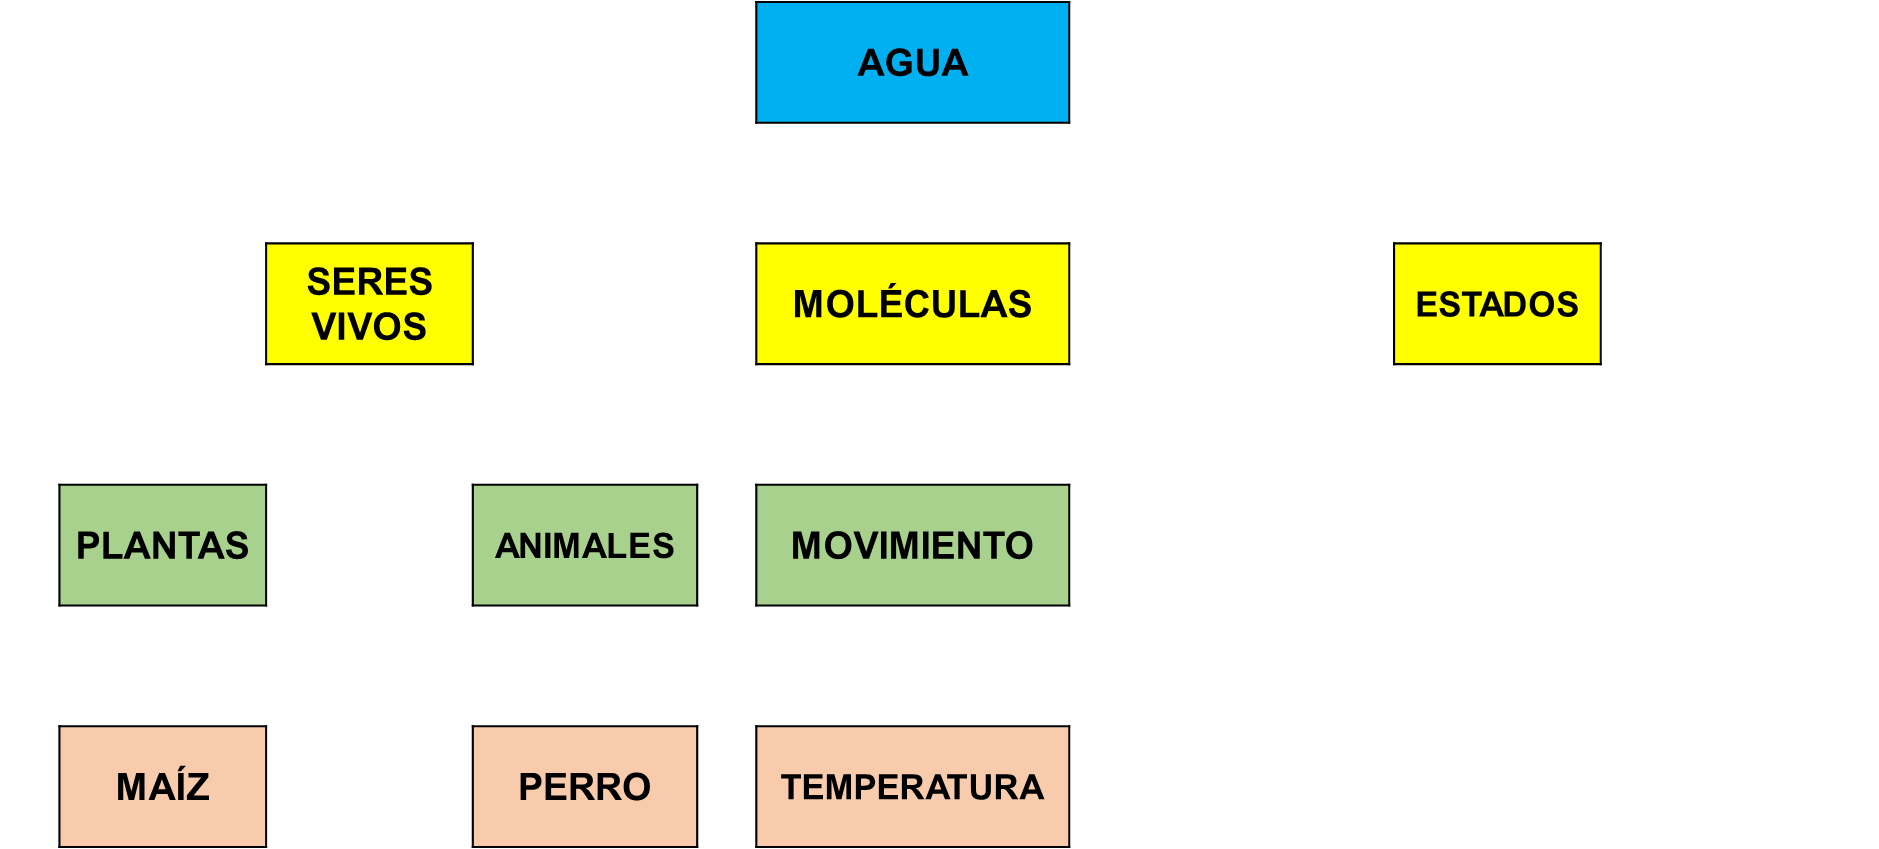 AGUA
SERES
VIVOS
MOLÉCULAS
ESTADOS
PLANTAS
ANIMALES
MOVIMIENTO
MAÍZ
PERRO
TEMPERATURA